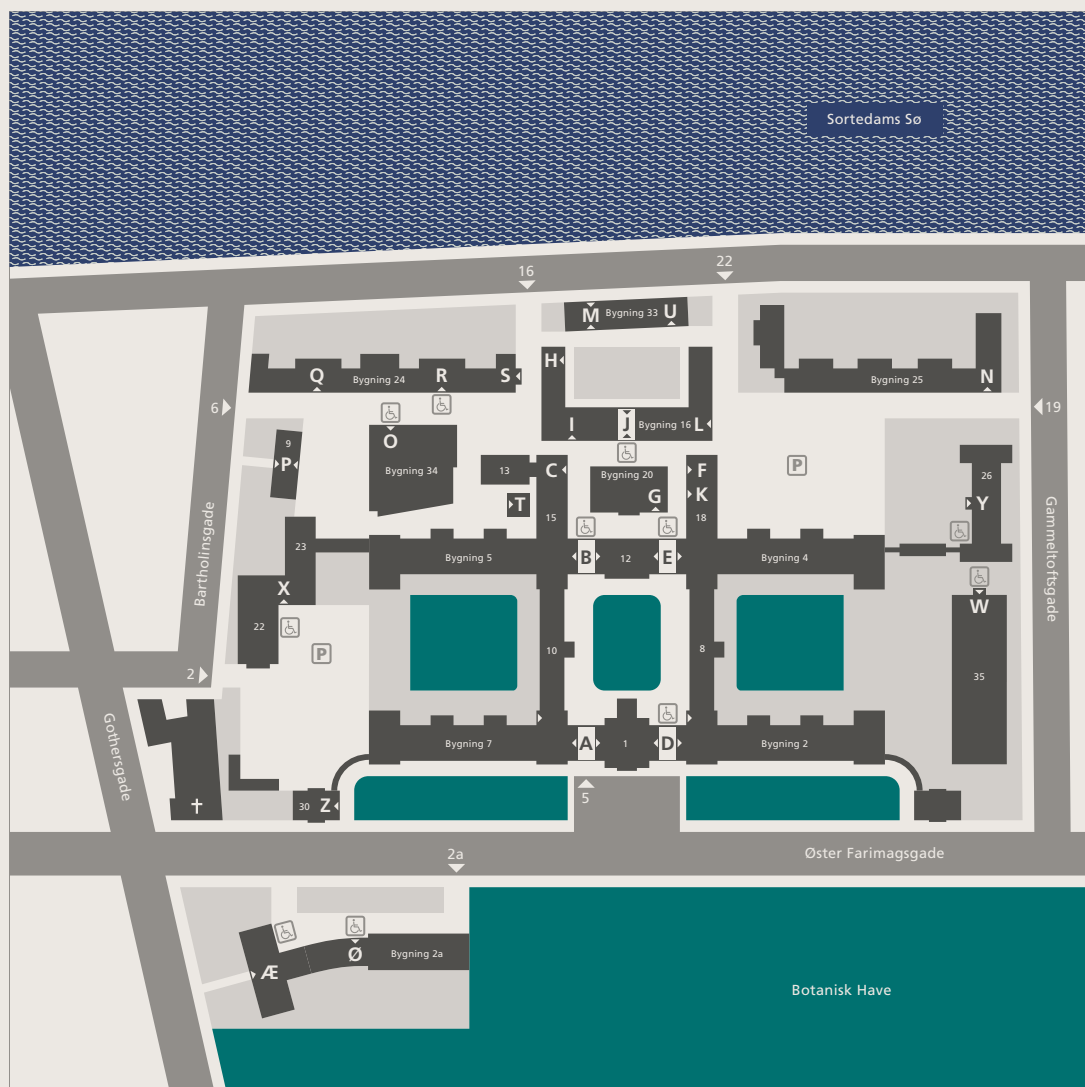 Sortedams Sø
22
16
M Bygning 33 U
H
Q Bygning 24 R S
Bygning 25 N
6
19
I J Bygning 16 L
O
9
P
Bygning 34
13
C
F
P
Bygning 20
26
T
G
K
Y
15
18
23
Bygning 5
B
12
E
Bygning 4
X
W
22
P
10
8
35
2
Bartholinsgade
Gammeltoftsgade
Gothersgade
Bygning 7
A
1
D
Bygning 2
5
30 Z
2a
Øster Farimagsgade
Ø
Bygning 2a
Æ
Botanisk Have